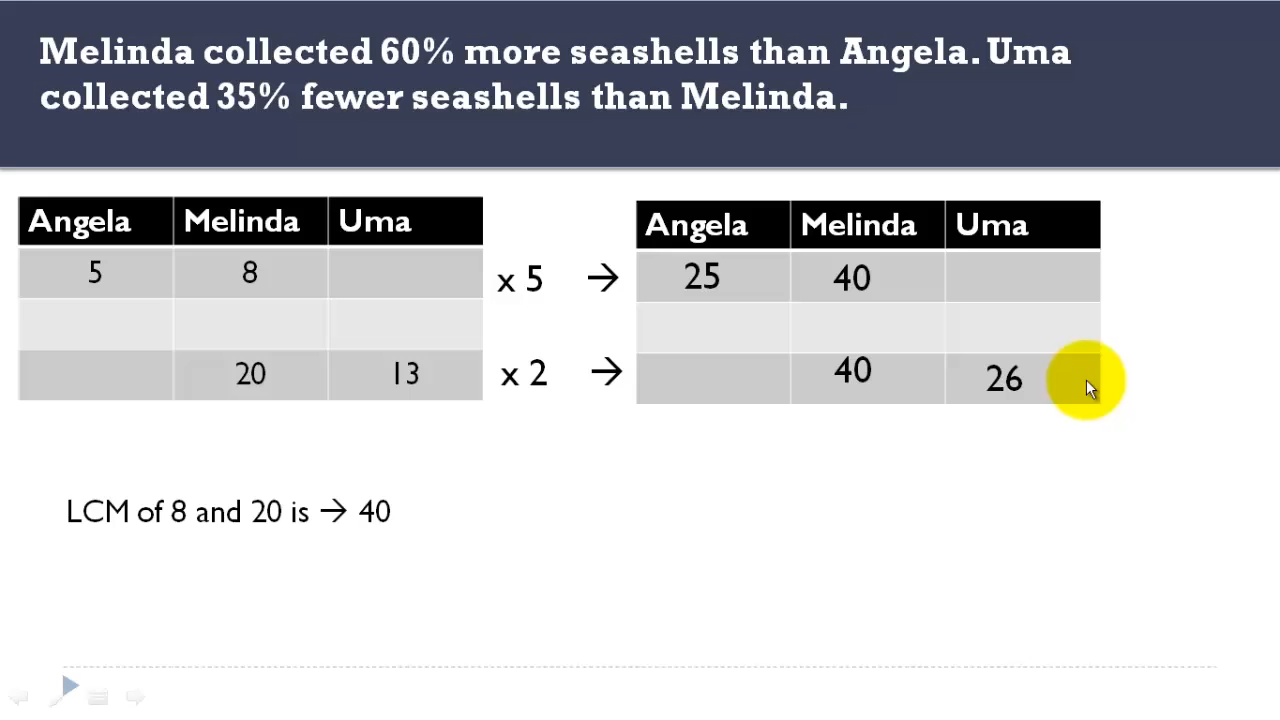 Melinda collected 60% more seashells than Angela. Uma
collected 35% fewer seashells than Melinda.
Angela Melinda Uma
5 8
20 13
x 5 →
x 2 →
Angela Melinda Uma
25 40
40 26
LCM of 8 and 20 is → 40